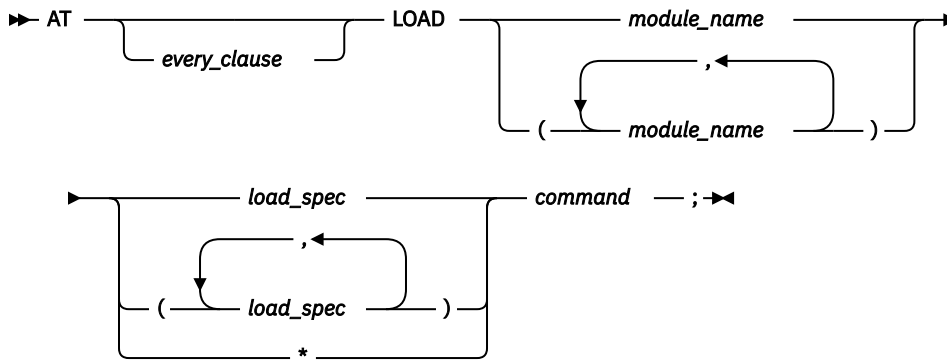 AT LOAD module_name
every_clause
,
( module_name )
load_spec command ;
,
( load_spec )
*